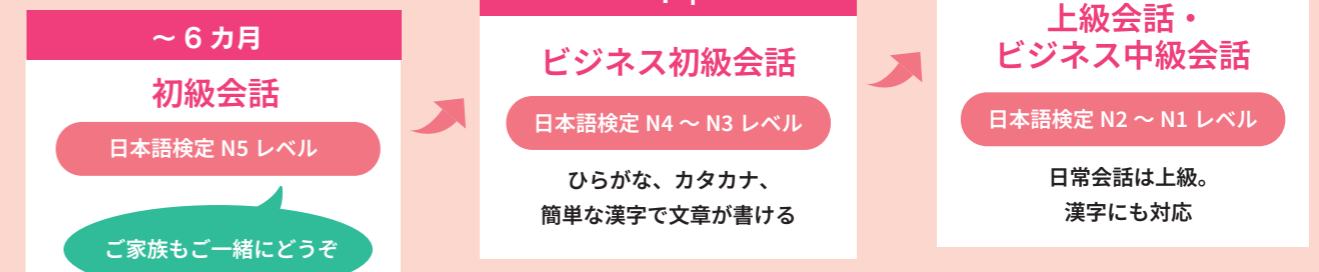 ～6カ月
初級会話
日本語検定 N5 レベル
ご家族もご一緒にどうぞ
ビジネス初級会話
日本語検定 N4 ～ N3 レベル
ひらがな、カタカナ、
簡単な漢字で文章が書ける
上級会話・
ビジネス中級会話
日本語検定 N2 ～ N1 レベル
日常会話は上級。
漢字にも対応